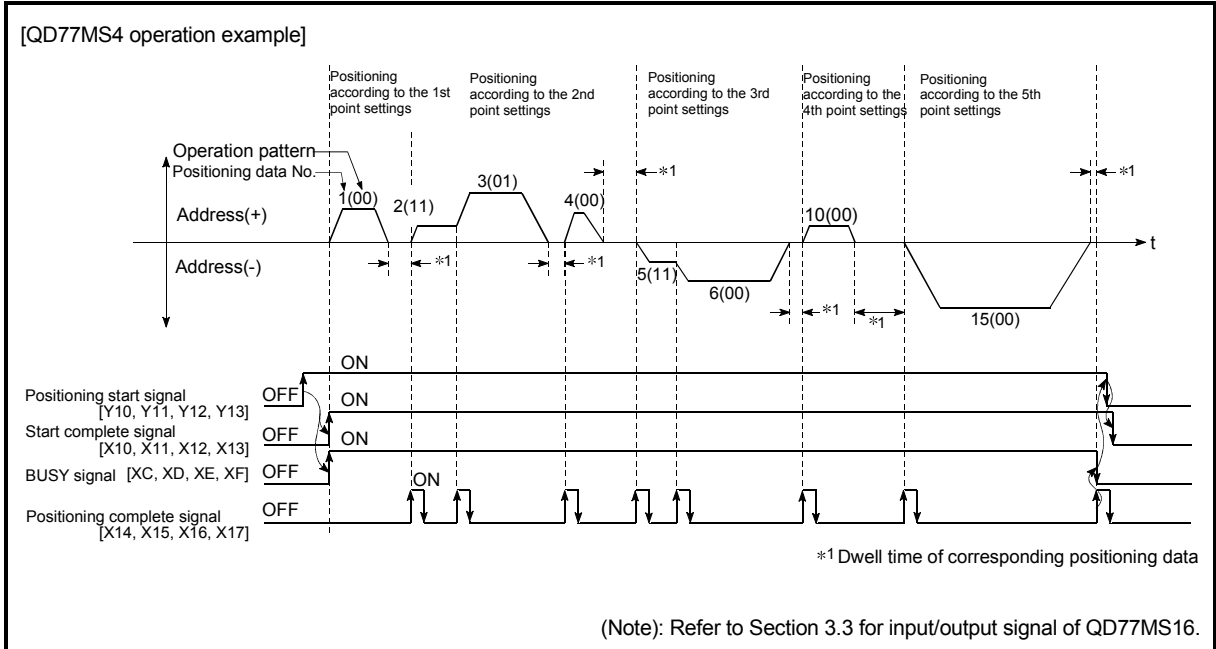 [QD77MS4 operation example]
Positioning
according to the 1st
point settings
Positioning
according to the 2nd
point settings
Positioning
according to the 3rd
point settings
Positioning
according to the
4th point settings
Positioning
according to the 5th
point settings
Operation pattern
Positioning data No.
Address(+)
Address(-)
1(00)
2(11)
3(01)
4(00)
5(11)
6(00)
10(00)
15(00)
*1
*1
*1
*1
*1
*1
t
ON
Positioning start signal
[Y10, Y11, Y12, Y13]
OFF
ON
Start complete signal
[X10, X11, X12, X13]
OFF
ON
BUSY signal [XC, XD, XE, XF]
OFF
ON
Positioning complete signal
[X14, X15, X16, X17]
OFF
*1 Dwell time of corresponding positioning data
(Note): Refer to Section 3.3 for input/output signal of QD77MS16.